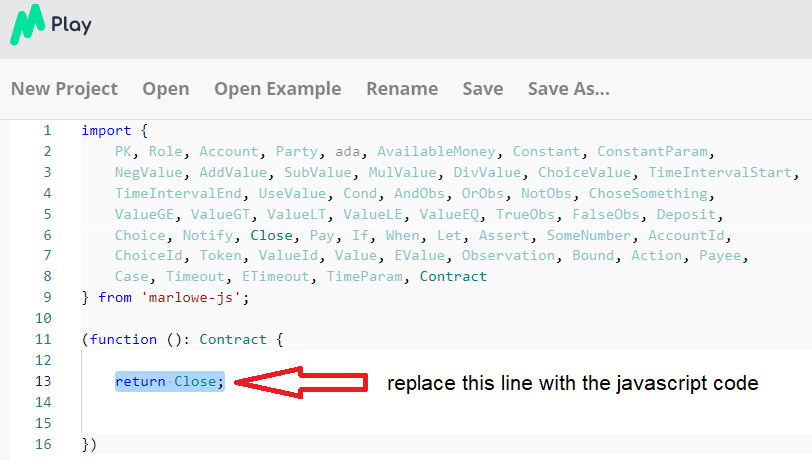 Play
New Project Open Open Example Rename Save Save As...
1 import {
2 PK, Role, Account, Party, ada, AvailableMoney, Constant, ConstantParam,
3 NegValue, AddValue, SubValue, MulValue, DivValue, ChoiceValue, TimeIntervalStart,
4 TimeIntervalEnd, UseValue, Cond, AndObs, OrObs, NotObs, ChoseSomething,
5 ValueGE, ValueGT, ValueLT, ValueLE, ValueEQ, TrueObs, FalseObs, Deposit,
6 Choice, Notify, Close, Pay, If, When, Let, Assert, SomeNumber, AccountId,
7 ChoiceId, Token, ValueId, Value, EValue, Observation, Bound, Action, Payee,
8 Case, Timeout, ETimeout, TimeParam, Contract
9 } from 'marlowe-js';
10
11 (function (): Contract {
12
13 return Close; replace this line with the javascript code
14
15
16 })